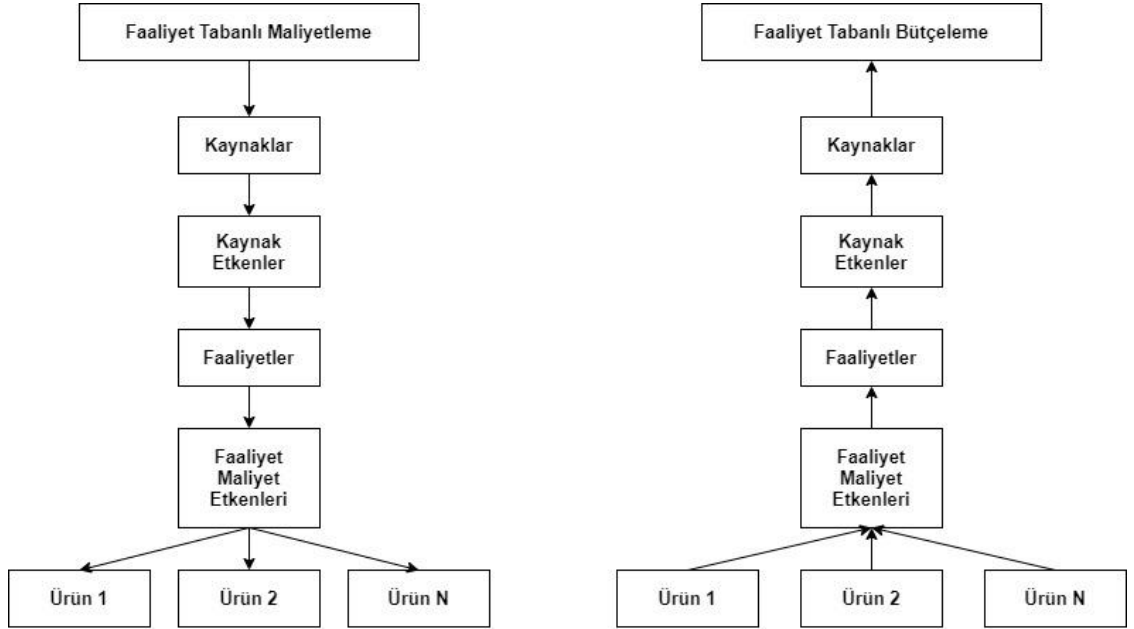 Faaliyet Tabanlı Maliyetleme
Kaynaklar
Kaynak
Etkenler
Faaliyetler
Faaliyet
Maliyet
Etkenleri
Ürün 1
Ürün 2
Ürün N
Faaliyet Tabanlı Bütçeleme
Kaynaklar
Kaynak
Etkenler
Faaliyetler
Faaliyet
Maliyet
Etkenleri
Ürün 1
Ürün 2
Ürün N